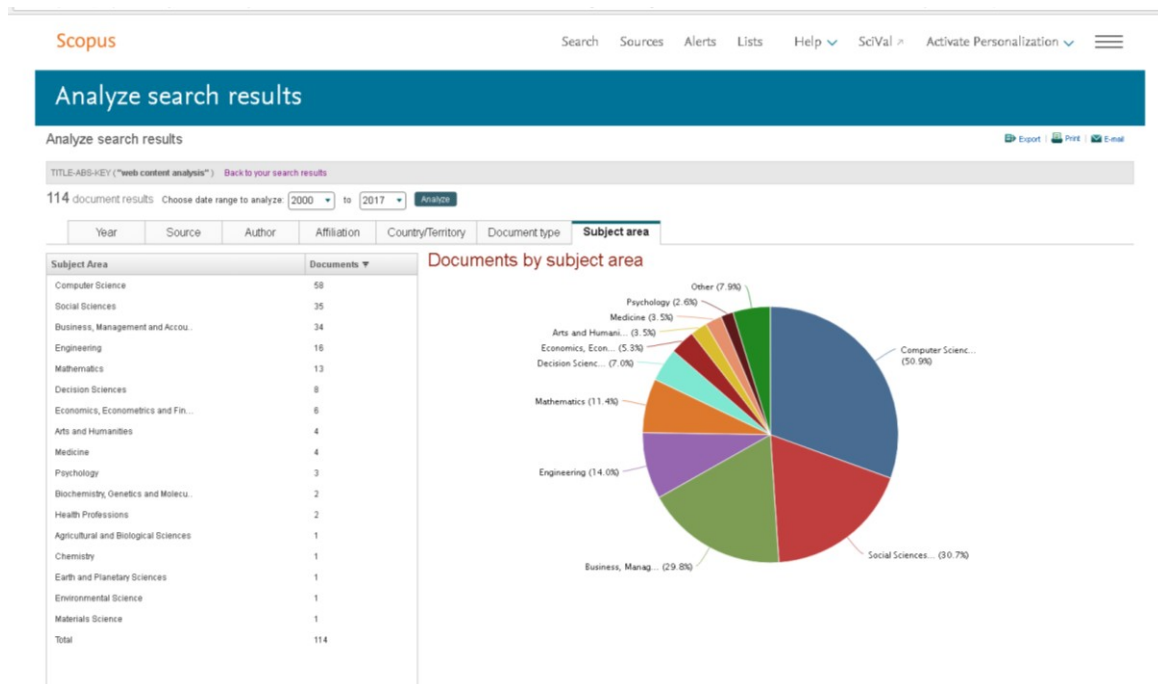 Scopus
Search Sources Alerts Lists Help SciVal Activate Personalization
Analyze search results
Analyze search results
Export | Print | E-mail
TITLE-ABS-KEY ( "web content analysis" ) Back to your search results
114 document results Choose date range to analyze: 2000 to 2017 Analyze
Year Source Author Affiliation Country/Territory Document type Subject area
Subject Area Documents
Computer Science 58
Social Sciences 35
Business, Management and Accou.. 34
Engineering 16
Mathematics 13
Decision Sciences 8
Economics, Econometrics and Fin... 6
Arts and Humanities 4
Medicine 4
Psychology 3
Biochemistry, Genetics and Molecu.. 2
Health Professions 2
Agricultural and Biological Sciences 1
Chemistry 1
Earth and Planetary Sciences 1
Environmental Science 1
Materials Science 1
Total 114
Documents by subject area
Other (7.9%)
Psychology (2.6%)
Medicine (3.5%)
Arts and Humani... (3.5%)
Economics, Econ... (5.3%)
Decision Scienc... (7.0%)
Mathematics (11.4%)
Engineering (14.0%)
Business, Manag... (29.8%)
Computer Scienc...
(50.9%)
Social Sciences... (30.7%)